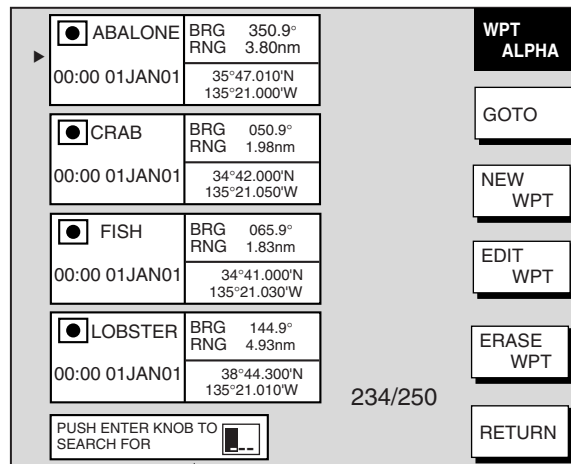 ABALONE
BRG 350.9°
RNG 3.80nm
00:00 01JAN01
35°47.010'N
135°21.000'W
CRAB
BRG 050.9°
RNG 1.98nm
00:00 01JAN01
34°42.000'N
135°21.050'W
FISH
BRG 065.9°
RNG 1.83nm
00:00 01JAN01
34°41.000'N
135°21.030'W
LOBSTER
BRG 144.9°
RNG 4.93nm
00:00 01JAN01
38°44.300'N
135°21.010'W
PUSH ENTER KNOB TO
SEARCH FOR
234/250
WPT
ALPHA
GOTO
NEW
WPT
EDIT
WPT
ERASE
WPT
RETURN